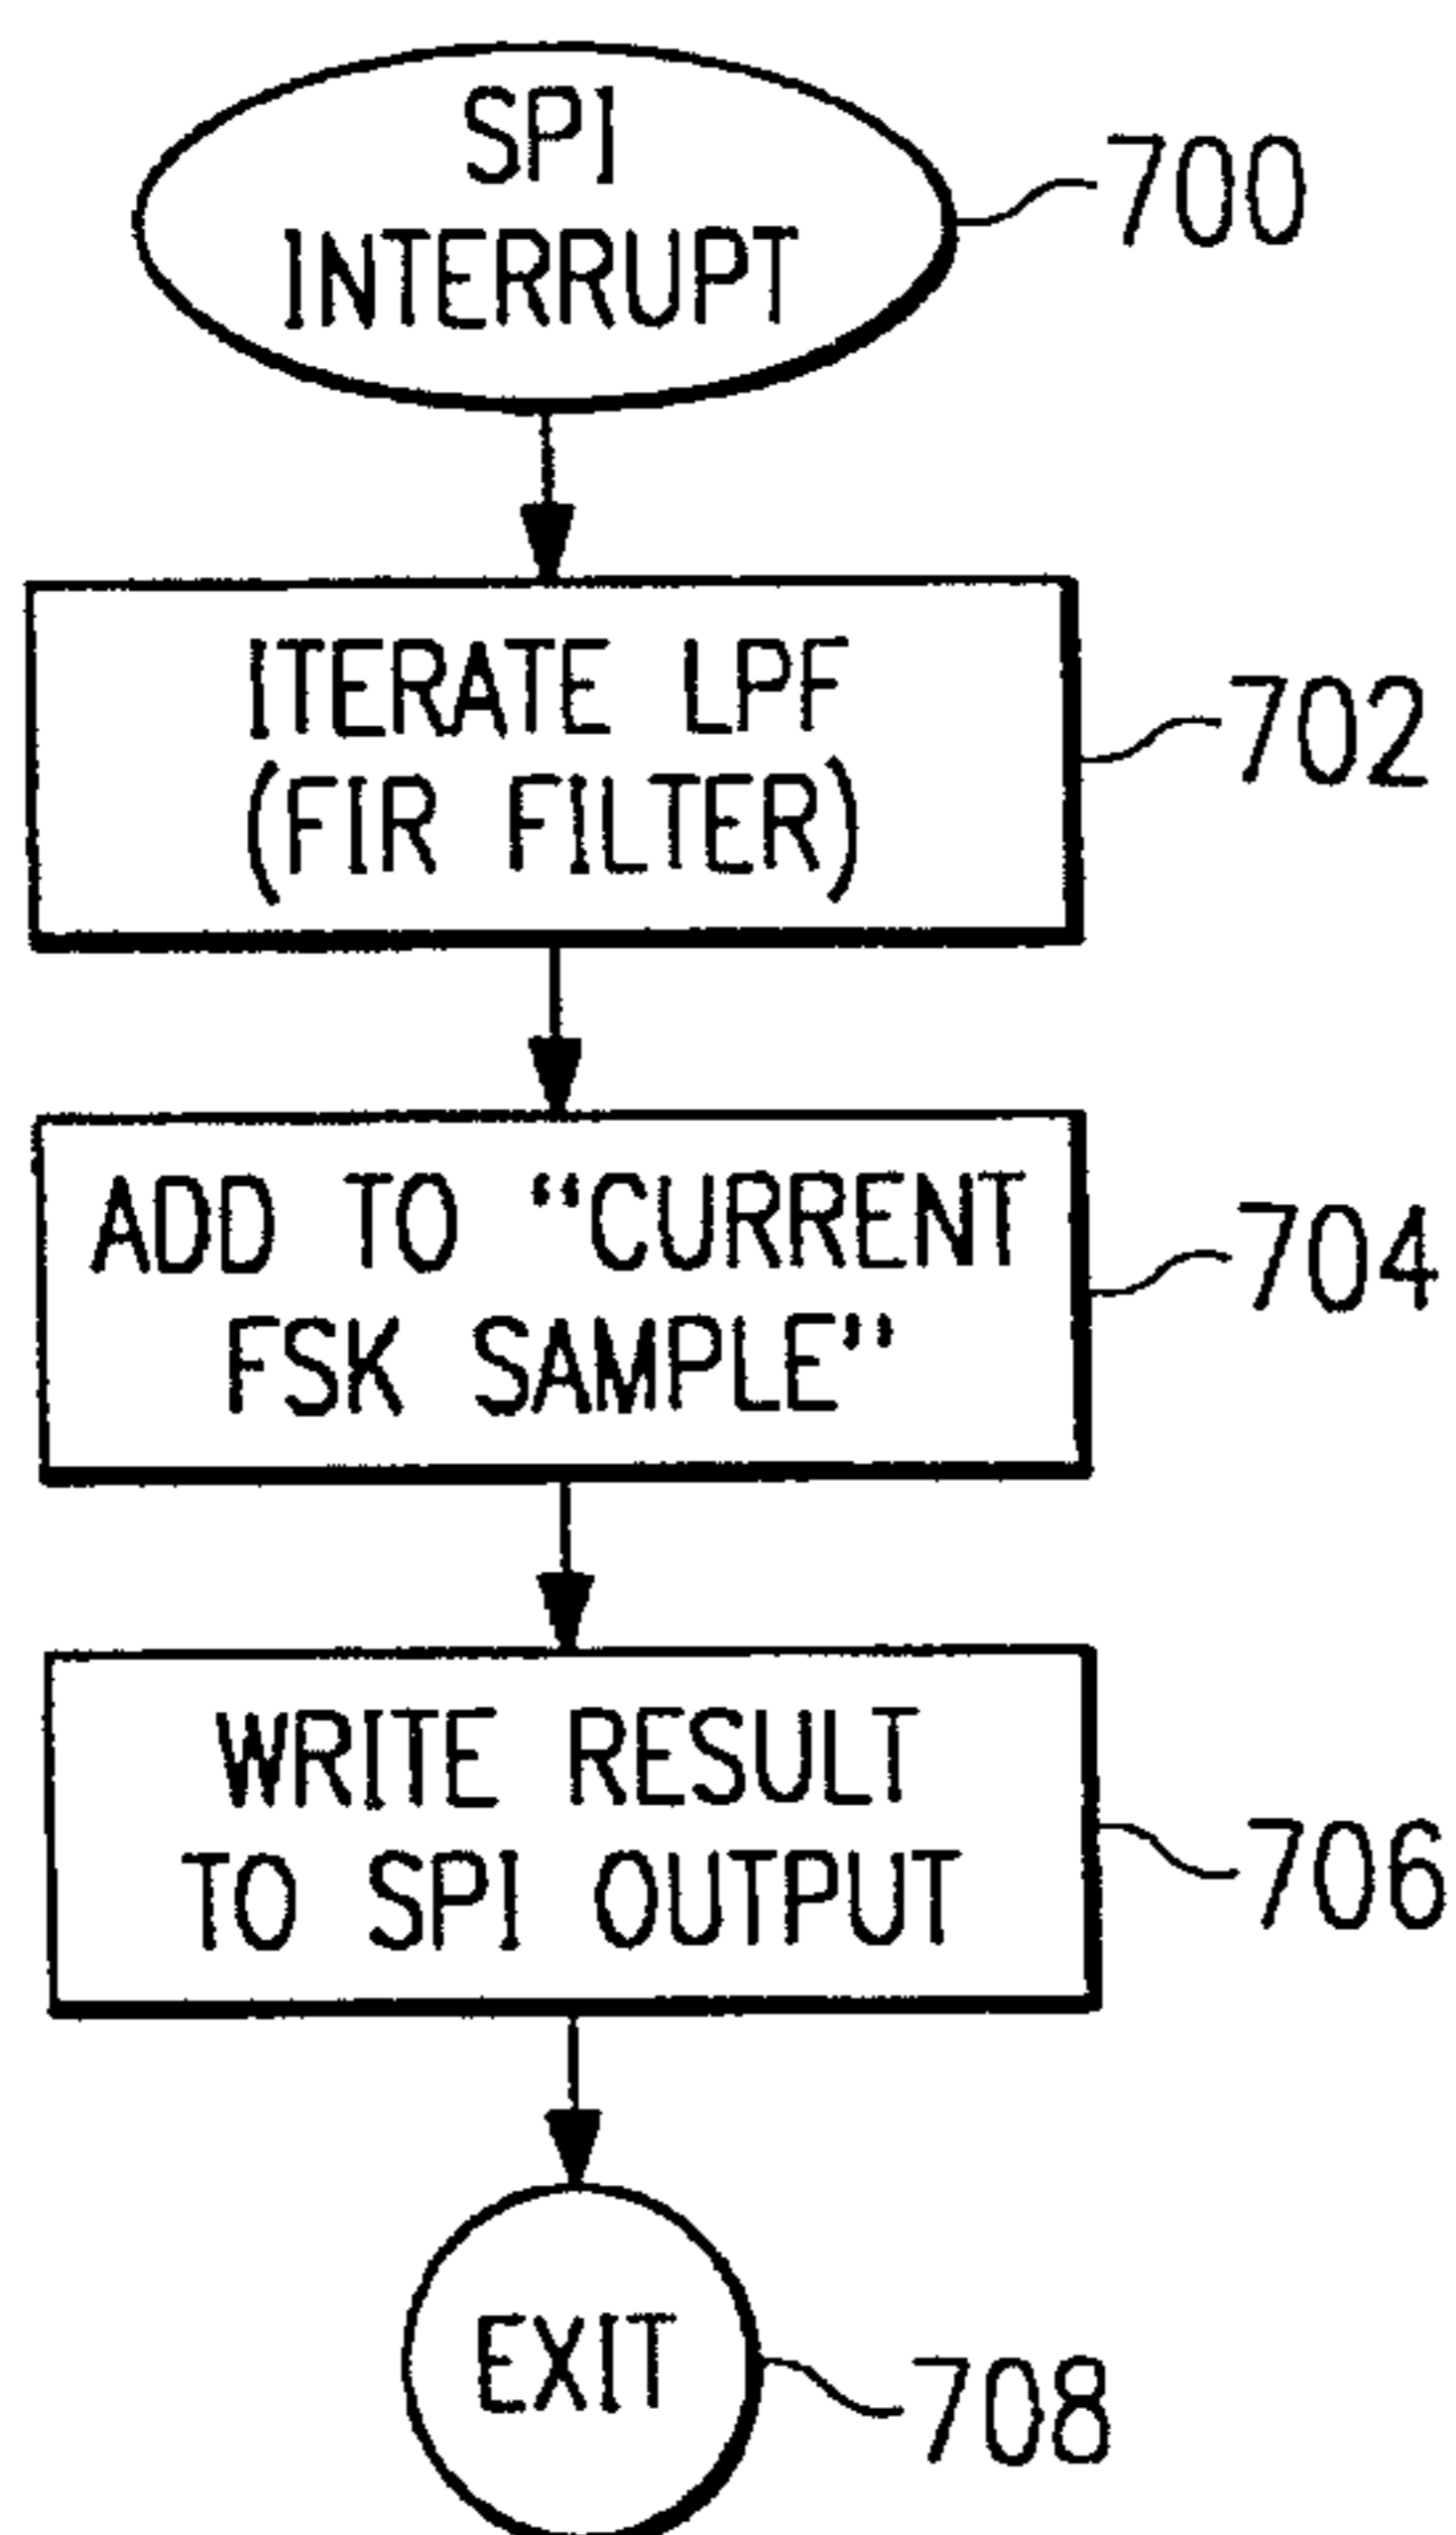 SPI
INTERRUPT
700
ITERATE LPF
(FIR FILTER)
702
ADD TO “CURRENT
FSK SAMPLE”
704
WRITE RESULT
TO SPI OUTPUT
706
EXIT
708